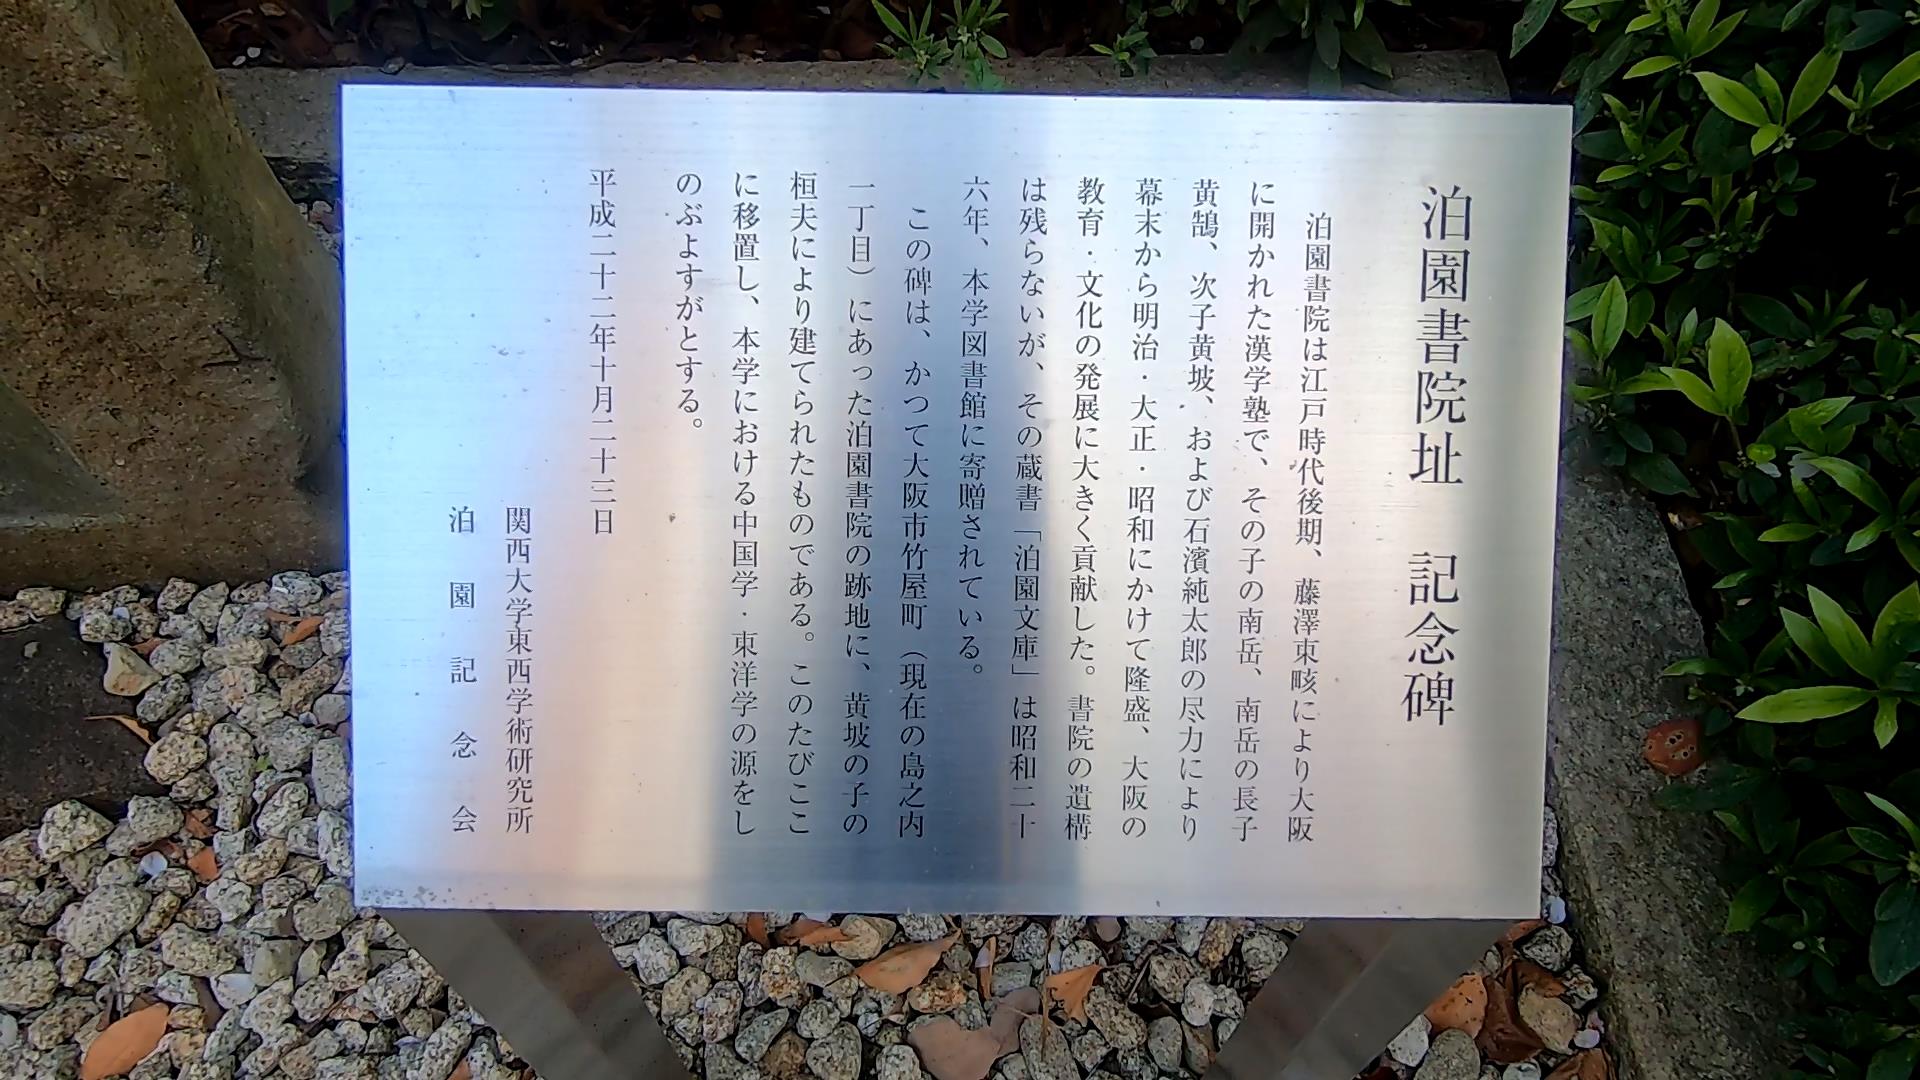 泊園書院址　記念碑
泊園書院は江戸時代後期、藤澤東畡により大阪
に開かれた漢学塾で、その子の南岳、南岳の長子
黄鵠、次子黄坡、および石濱純太郎の尽力により
幕末から明治・大正・昭和にかけて隆盛、大阪の
教育・文化の発展に大きく貢献した。書院の遺構
は残らないが、その蔵書「泊園文庫」は昭和二十
六年、本学図書館に寄贈されている。
この碑は、かつて大阪市竹屋町（現在の島之内
一丁目）にあった泊園書院の跡地に、黄坡の子の
桓夫により建てられたものである。このたびここ
に移置し、本学における中国学・東洋学の源をし
のぶよすがとする。
平成二十二年十月二十三日
関西大学東西学術研究所
泊園記念会